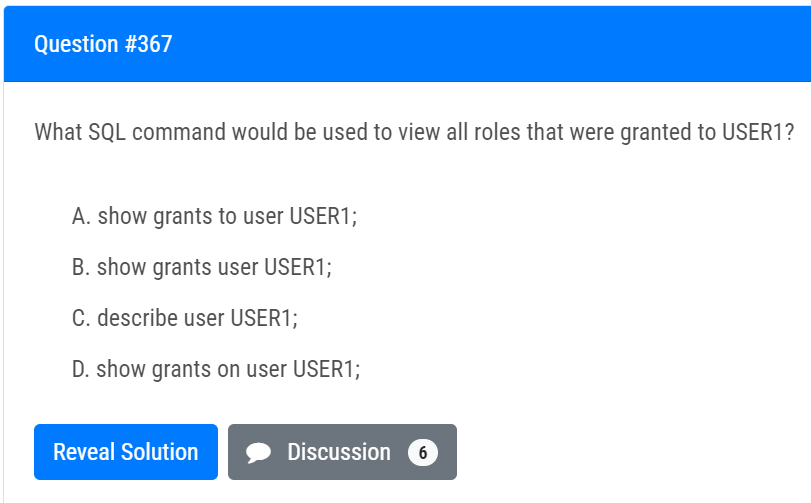 Question #367
What SQL command would be used to view all roles that were granted to USER1?
A. show grants to user USER1;
B. show grants user USER1;
C. describe user USER1;
D. show grants on user USER1;
Reveal Solution Discussion 6